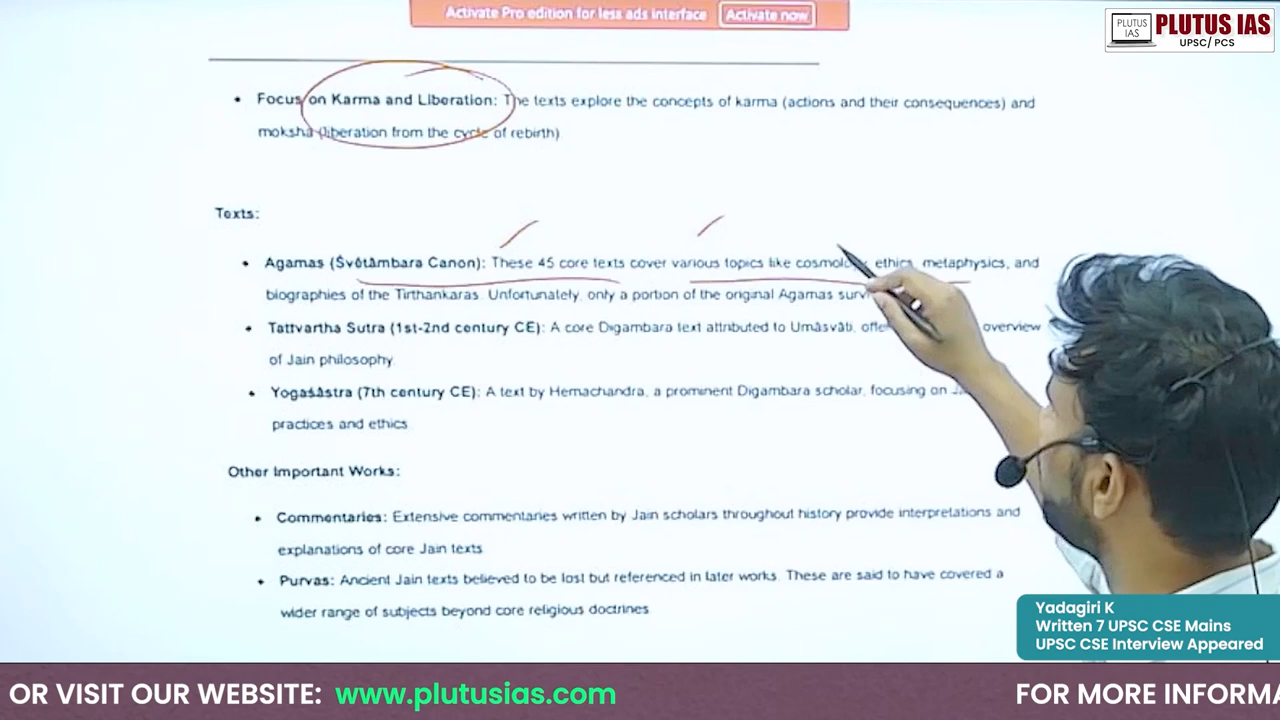 Activate Pro edition for less ads interface Activate now
PLUTUS IAS
PLUTUS IAS
UPSC/ PCS
• Focus on Karma and Liberation: The texts explore the concepts of karma (actions and their consequences) and
moksha (liberation from the cycle of rebirth)
Texts:
• Agamas (Śvētāmbara Canon): These 45 core texts cover various topics like cosmology, ethics, metaphysics, and
biographies of the Tirthankaras. Unfortunately, only a portion of the original Agamas
• Tattvartha Sutra (1st-2nd century CE): A core Digambara text attributed to Umāsvāti, overview
of Jain philosophy.
• Yogaśāstra (7th century CE): A text by Hemachandra, a prominent Digambara scholar, focusing on
practices and ethics.
Other Important Works:
• Commentaries: Extensive commentaries written by Jain scholars throughout history provide interpretations and
explanations of core Jain texts.
• Purvas: Ancient Jain texts believed to be lost but referenced in later works. These are said to have covered a
wider range of subjects beyond core religious doctrines.
Yadagiri K
Written 7 UPSC CSE Mains
UPSC CSE Interview Appeared
OR VISIT OUR WEBSITE: www.plutusias.com FOR MORE INFORMA